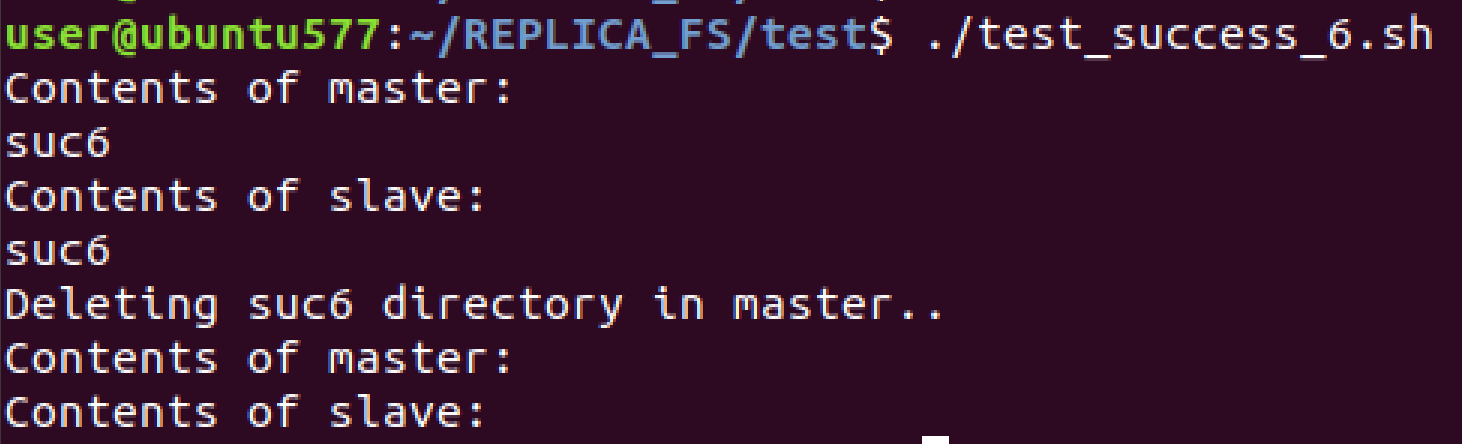 user@ubuntu577:~/REPLICA_FS/test$ ./test_success_6.sh
Contents of master:
suc6
Contents of slave:
suc6
Deleting suc6 directory in master..
Contents of master:
Contents of slave: